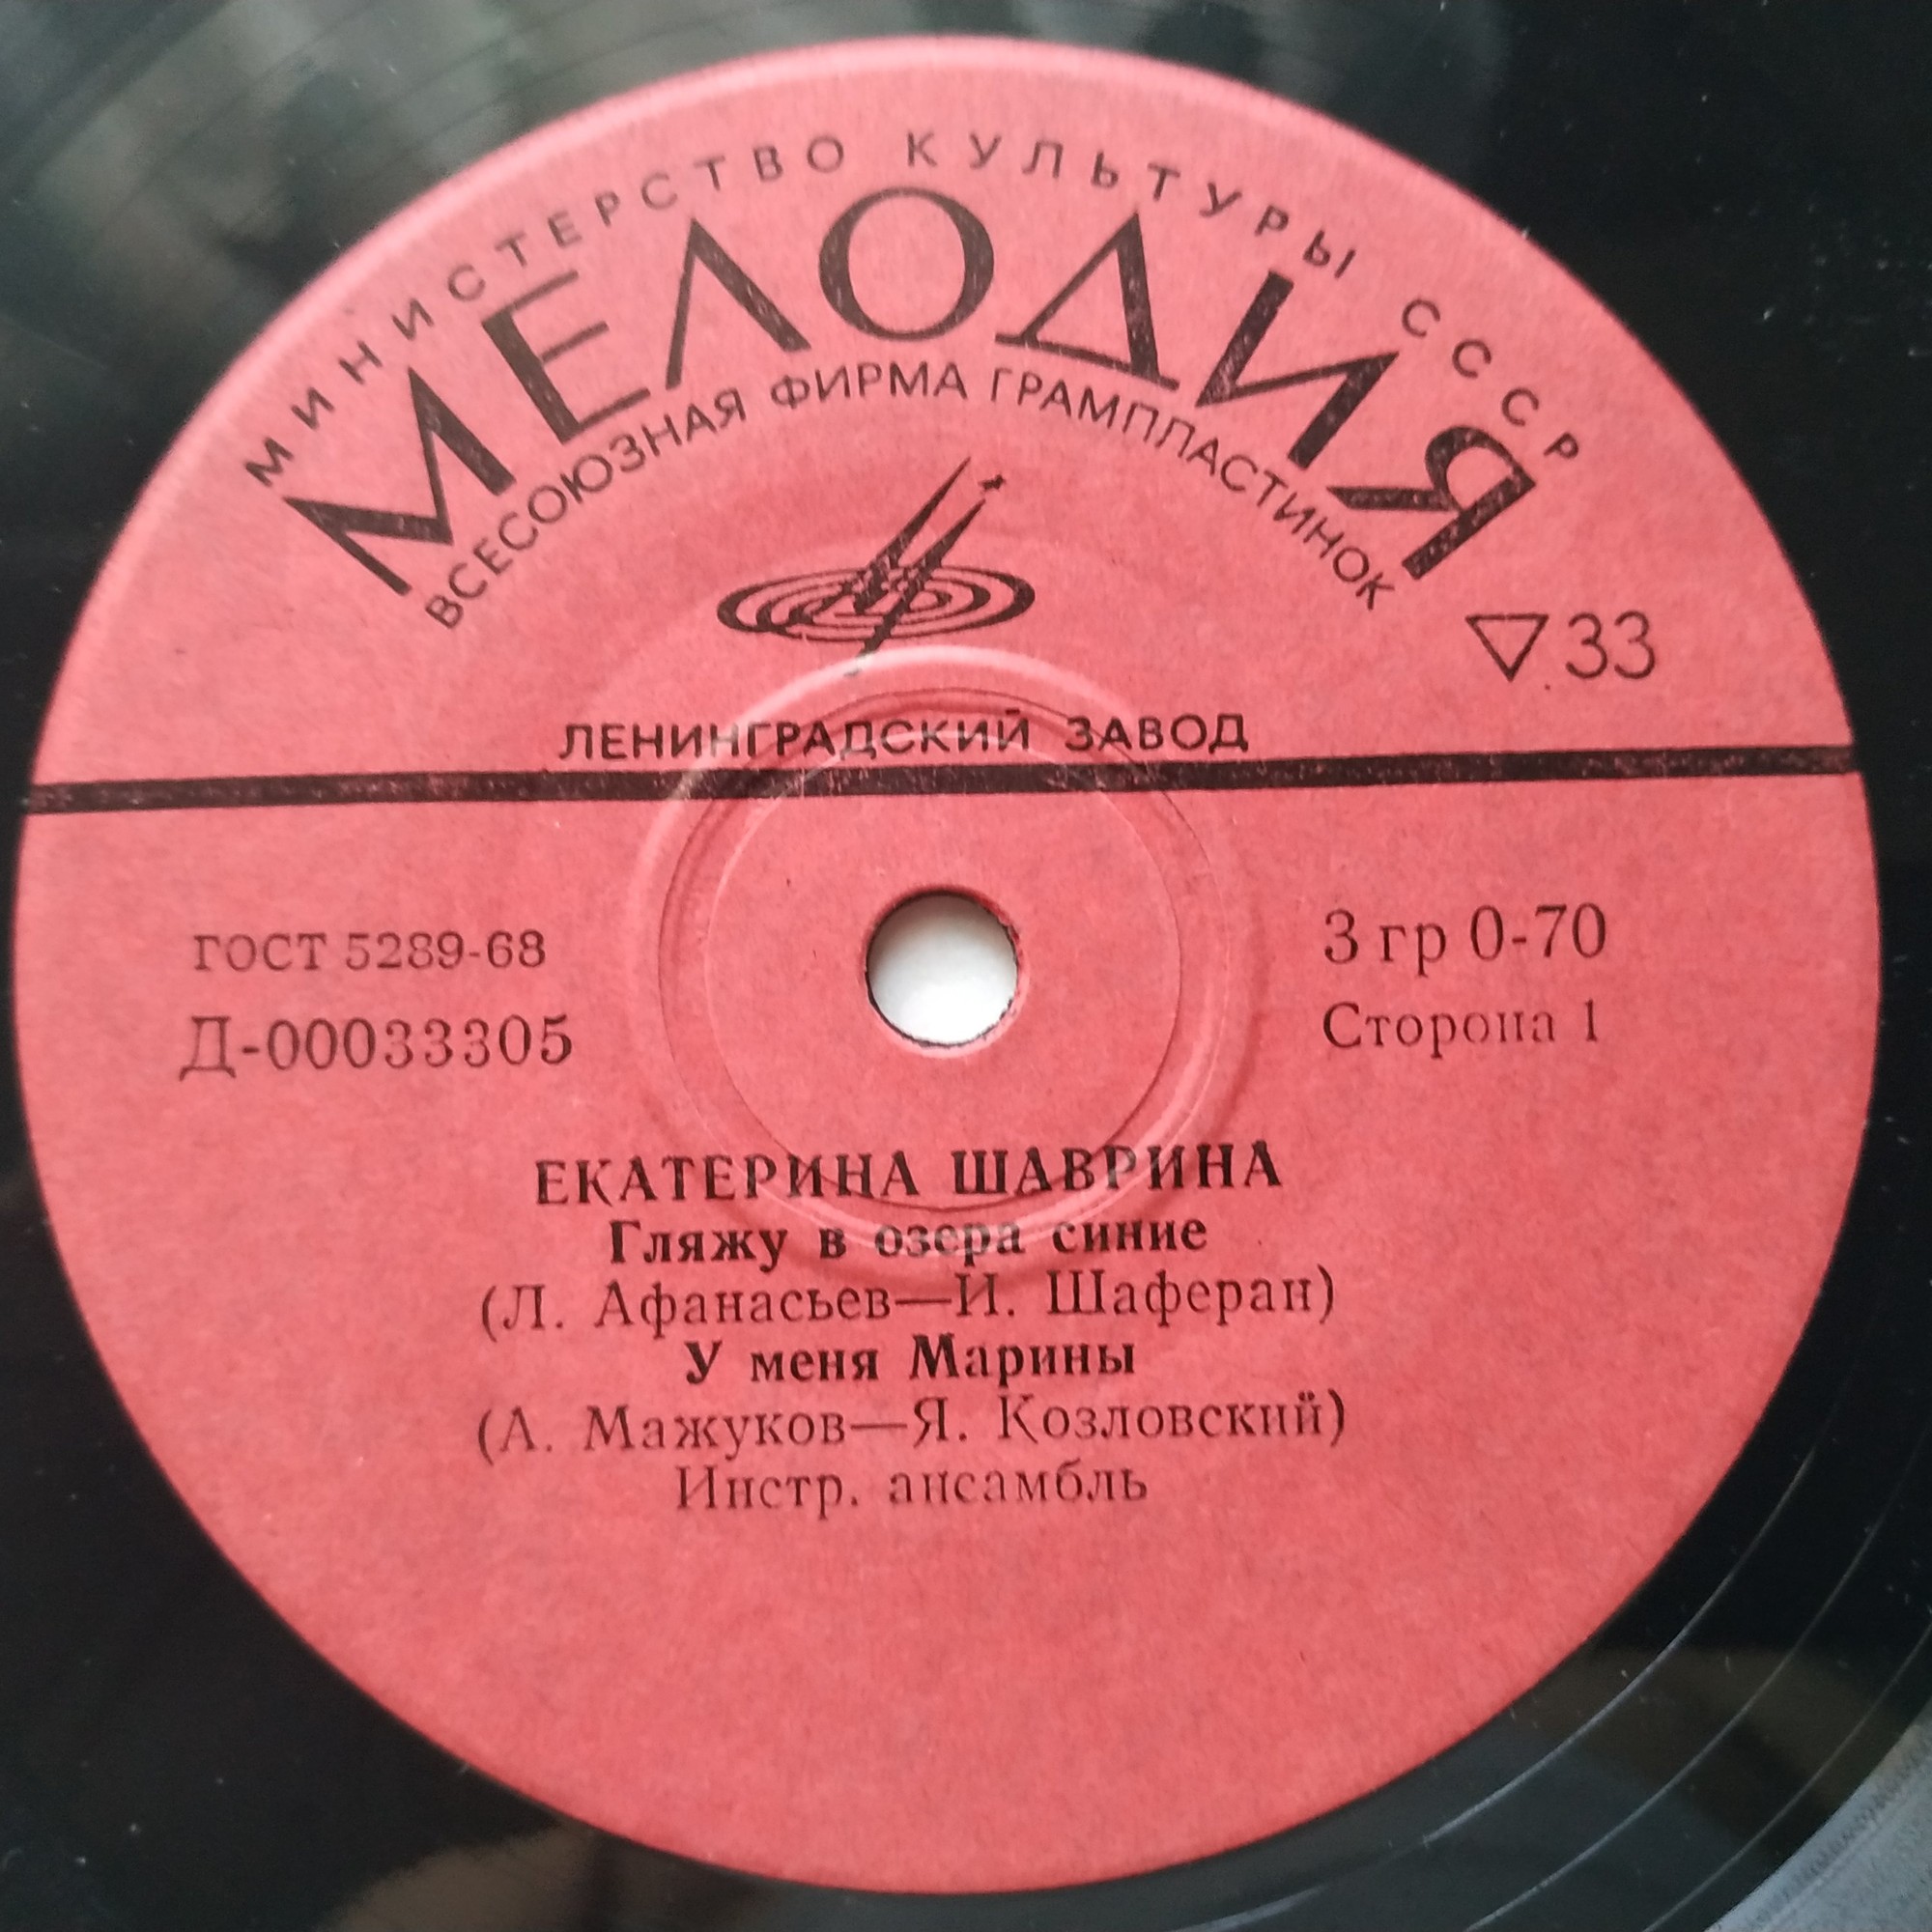 МИНИСТЕРСТВО КУЛЬТУРЫ СССР
МЕЛОДИЯ
ВСЕСОЮЗНАЯ ФИРМА ГРАМПЛАСТИНОК
▽33
ЛЕНИНГРАДСКИЙ ЗАВОД
ГОСТ 5289-68
Д-00033305
3 гр 0-70
Сторона 1
ЕКАТЕРИНА ШАВРИНА
Гляжу в озера синие
(Л. Афанасьев—И. Шаферан)
У меня Марины
(А. Мажуков—Я. Козловский)
Инстр. ансамбль